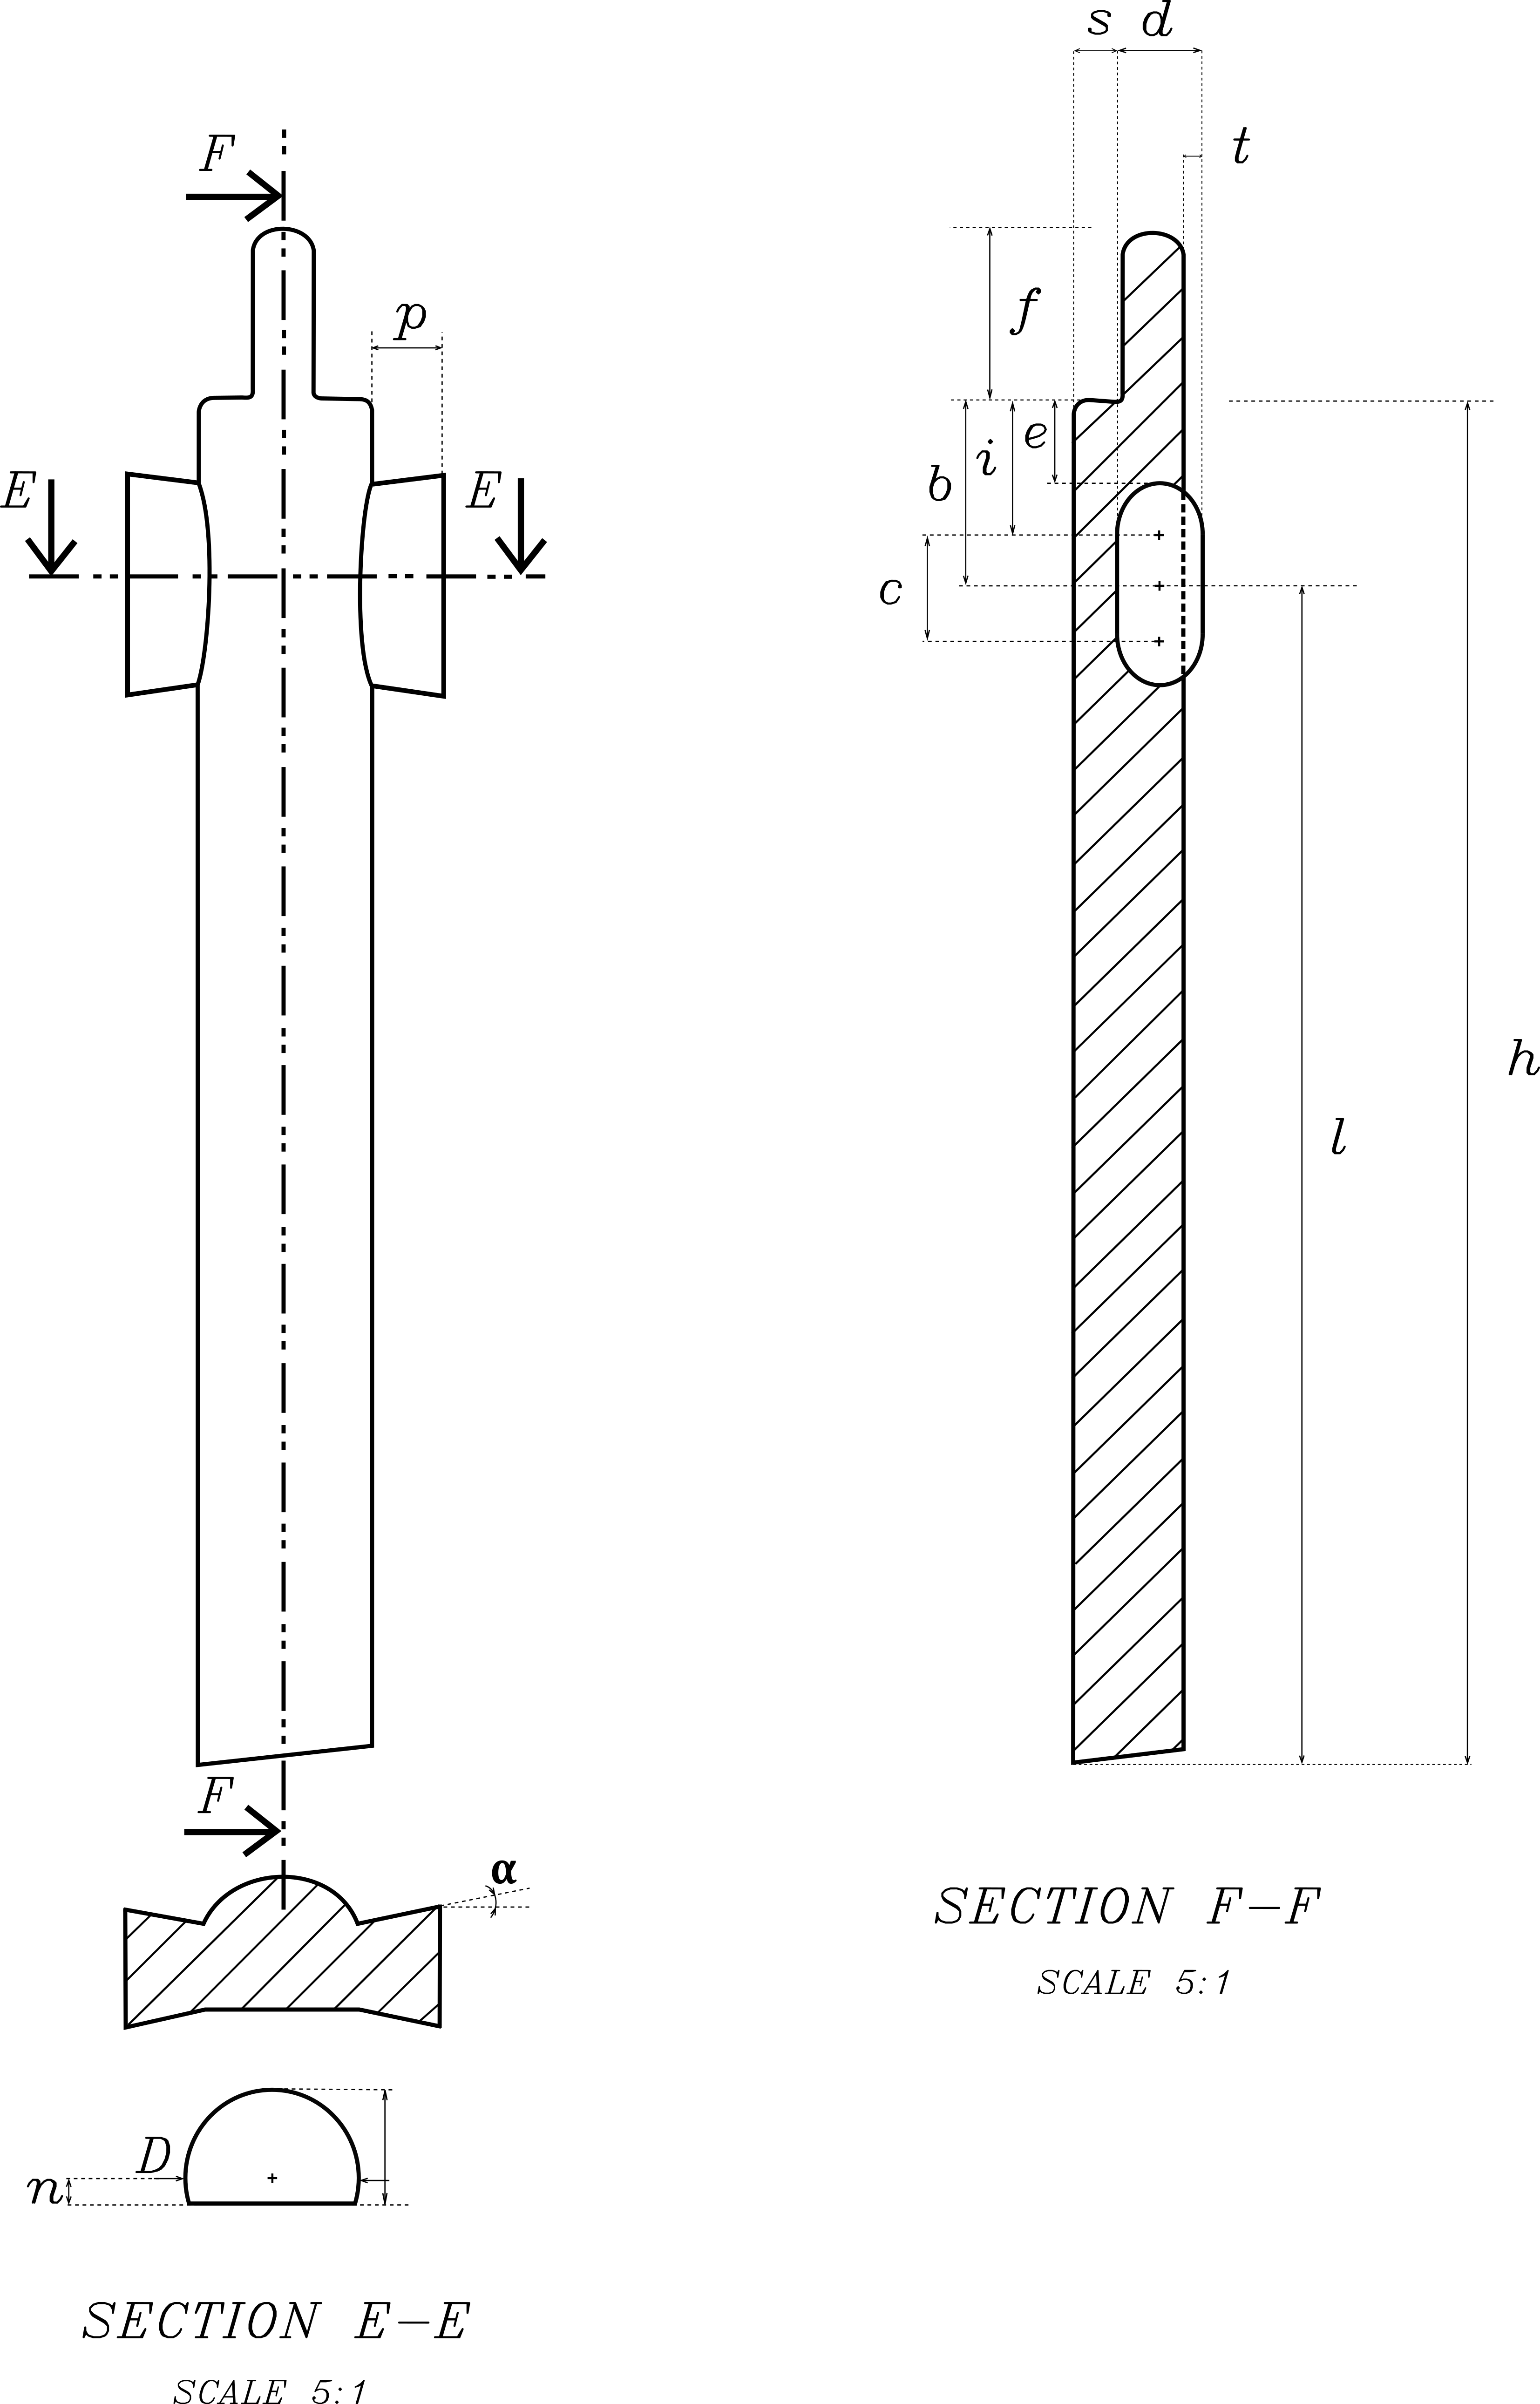 s d
F
t
f
p
e
E
E
i
b
c
h
l
F
α
SECTION F-F
SCALE 5:1
D
n
SECTION E-E
SCALE 5:1